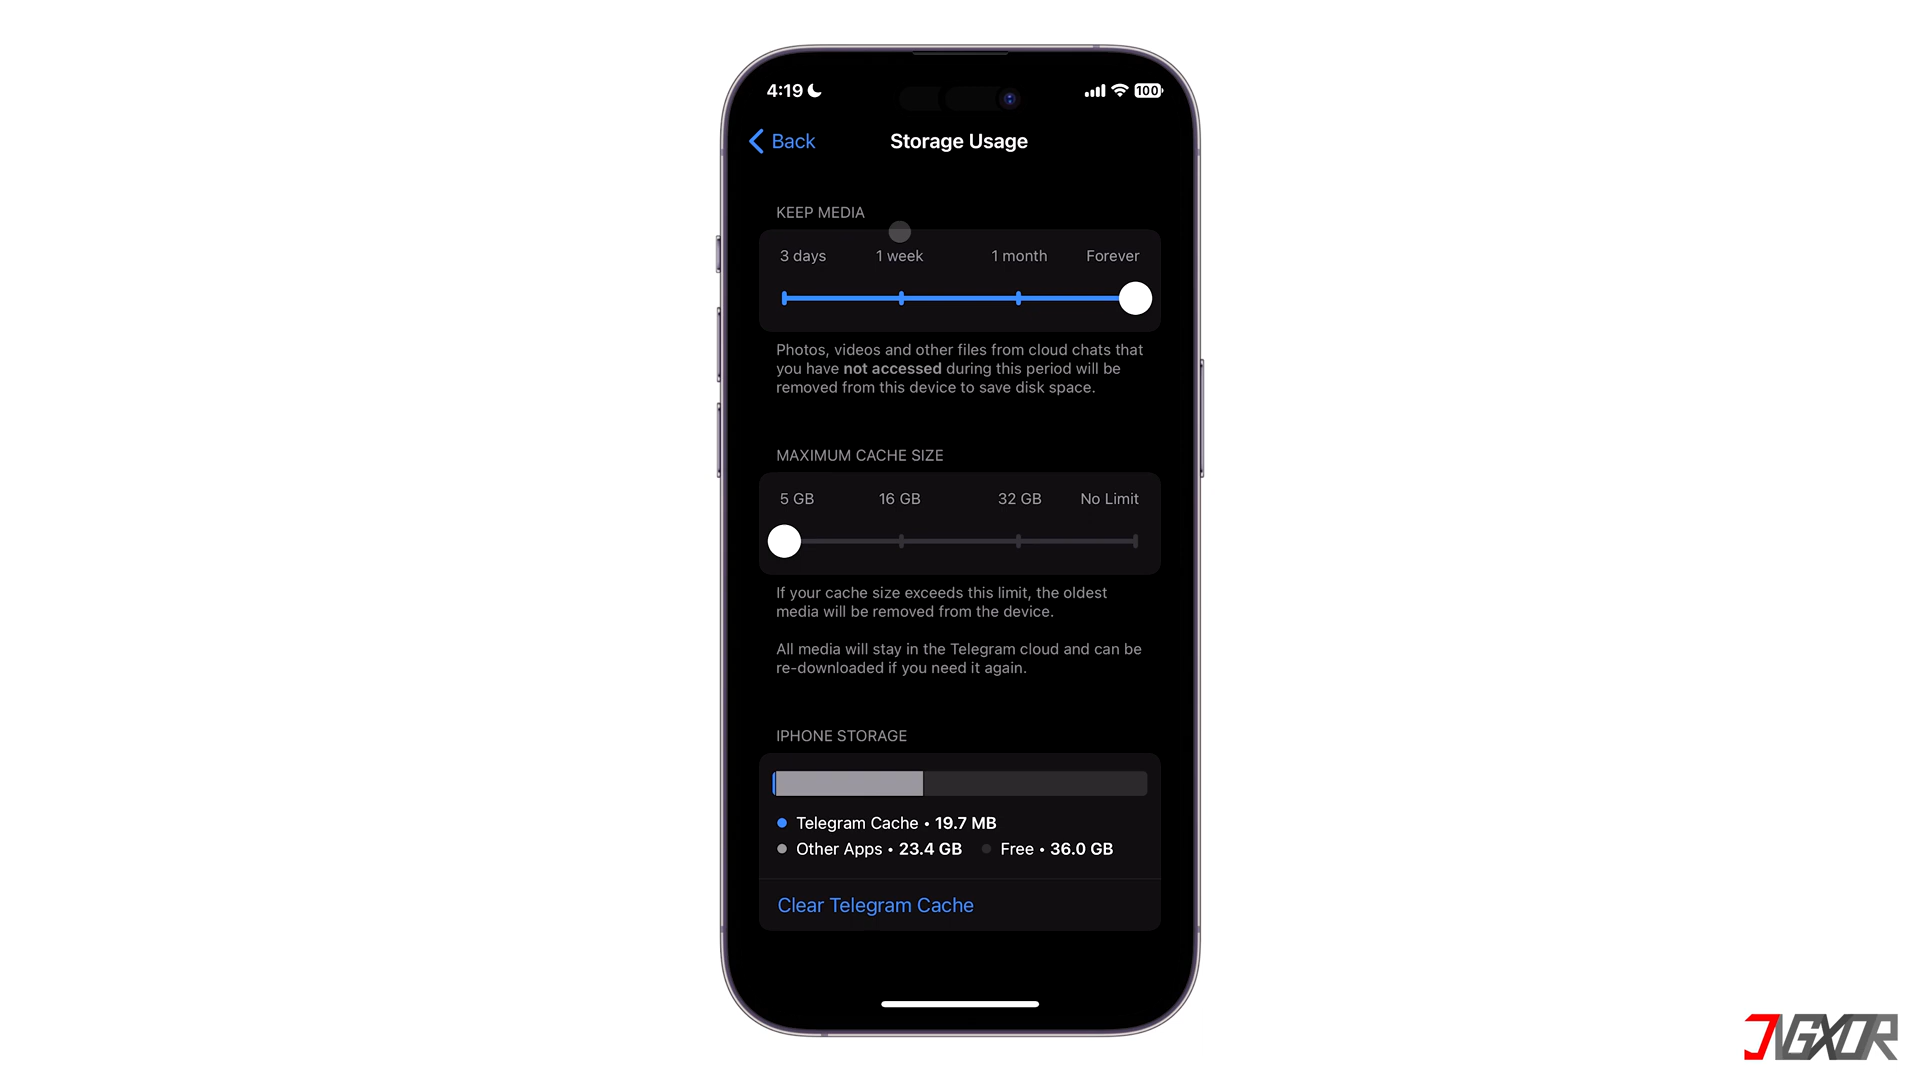 4:19
100
Back
Storage Usage
KEEP MEDIA
3 days 1 week 1 month Forever
Photos, videos and other files from cloud chats that
you have not accessed during this period will be
removed from this device to save disk space.
MAXIMUM CACHE SIZE
5 GB 16 GB 32 GB No Limit
If your cache size exceeds this limit, the oldest
media will be removed from the device.
All media will stay in the Telegram cloud and can be
re-downloaded if you need it again.
IPHONE STORAGE
Telegram Cache • 19.7 MB
Other Apps • 23.4 GB Free • 36.0 GB
Clear Telegram Cache
JVGXOR